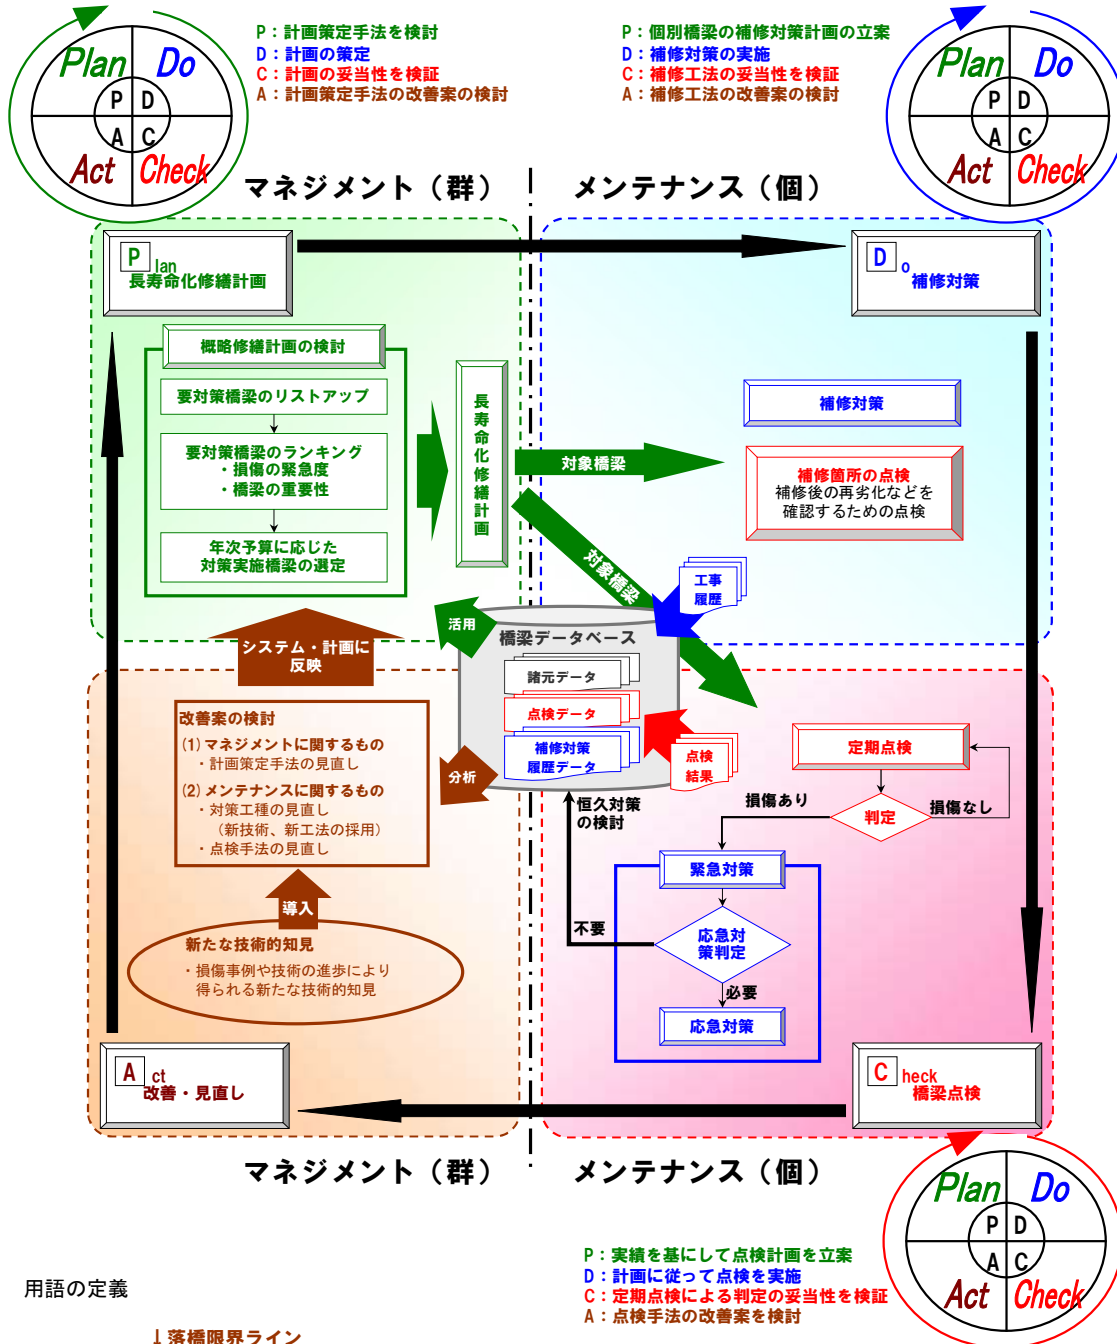 Plan Do
P D
A C
Act Check
P：計画策定手法を検討
D：計画の策定
C：計画の妥当性を検証
A：計画策定手法の改善案の検討
P：個別橋梁の補修対策計画の立案
D：補修対策の実施
C：補修工法の妥当性を検証
A：補修工法の改善案の検討
Plan Do
P D
A C
Act Check
マネジメント（群）
メンテナンス（個）
Plan
長寿命化修繕計画
Do
補修対策
概略修繕計画の検討
要対策橋梁のリストアップ
要対策橋梁のランキング
・損傷の緊急度
・橋梁の重要性
年次予算に応じた
対策実施橋梁の選定
長寿命化修繕計画
対象橋梁
対象橋梁
補修対策
補修箇所の点検
補修後の再劣化などを
確認するための点検
工事
履歴
活用
橋梁データベース
諸元データ
点検データ
補修対策
履歴データ
点検
結果
分析
システム・計画に
反映
改善案の検討
(1)マネジメントに関するもの
・計画策定手法の見直し
(2)メンテナンスに関するもの
・対策工種の見直し
（新技術、新工法の採用）
・点検手法の見直し
導入
新たな技術的知見
・損傷事例や技術の進歩により
得られる新たな技術的知見
定期点検
判定
損傷あり
損傷なし
恒久対策
の検討
緊急対策
応急対
策判定
不要
必要
応急対策
Act
改善・見直し
Check
橋梁点検
マネジメント（群）
メンテナンス（個）
Plan Do
P D
A C
Act Check
P：実績を基にして点検計画を立案
D：計画に従って点検を実施
C：定期点検による判定の妥当性を検証
A：点検手法の改善案を検討
用語の定義
↓落橋限界ライン